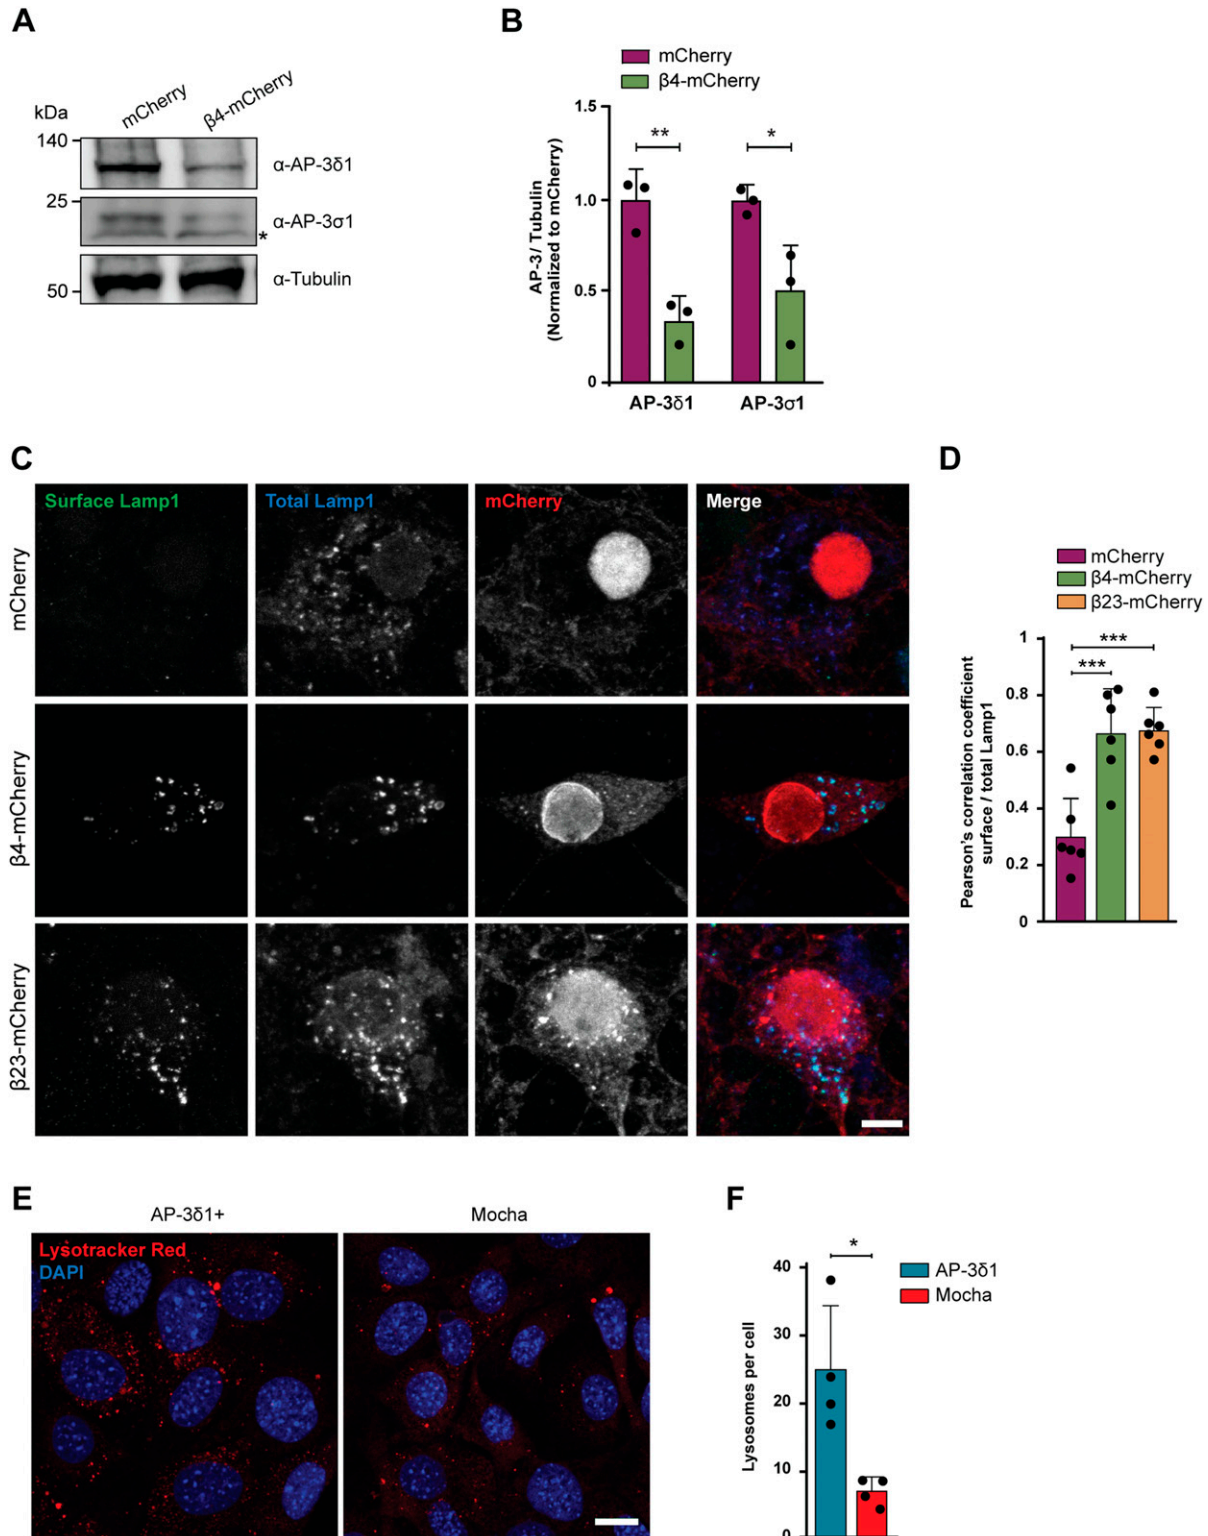 A
kDa
mCherry
β4-mCherry
140
α-AP-3δ1
25
α-AP-3σ1
*
α-Tubulin
50
B
mCherry
β4-mCherry
AP-3/ Tubulin
(Normalized to mCherry)
1.5
1.0
0.5
0
**
*
AP-3δ1
AP-3σ1
C
Surface Lamp1
Total Lamp1
mCherry
Merge
mCherry
β4-mCherry
β23-mCherry
D
mCherry
β4-mCherry
β23-mCherry
Pearson's correlation coefficient
surface / total Lamp1
1
0.8
0.6
0.4
0.2
0
***
***
E
AP-3δ1+
Mocha
Lysotracker Red
DAPI
F
*
AP-3δ1
Mocha
Lysosomes per cell
40
30
20
10
0